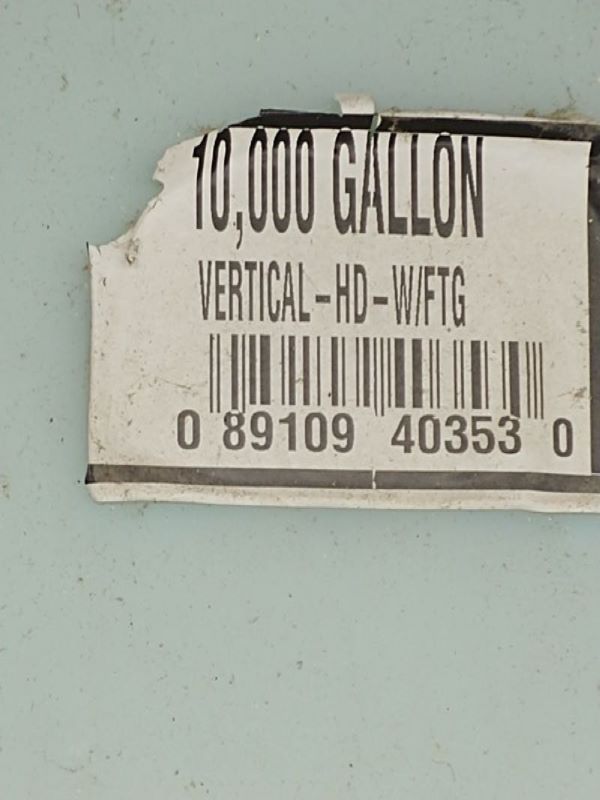 10,000 GALLON
VERTICAL-HD-W/FTG
0 89109 40353 0